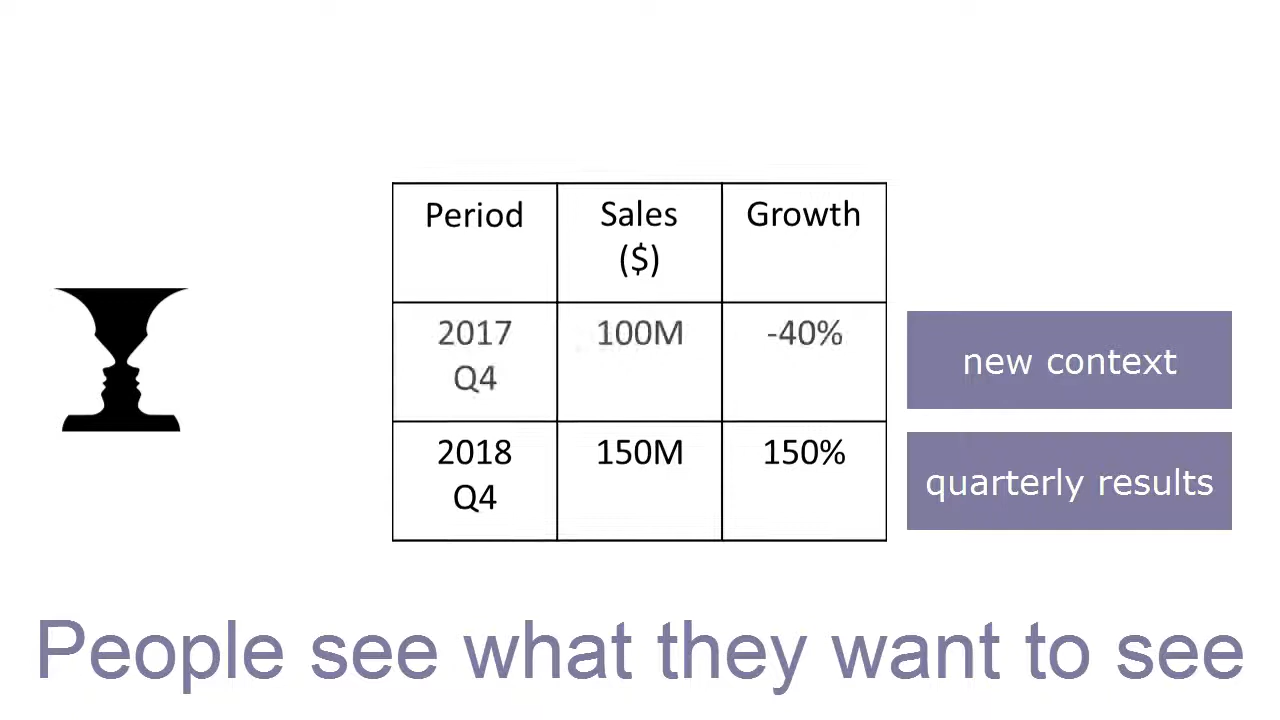 Period Sales Growth
($)
2017 100M -40%
Q4
new context
2018 150M 150%
Q4
quarterly results
People see what they want to see